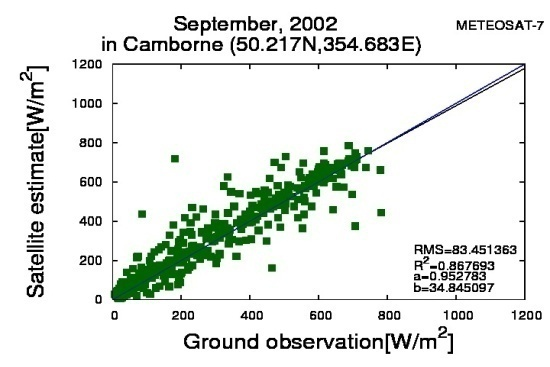 September, 2002
METEOSAT-7
in Camborne (50.217N,354.683E)
Satellite estimate[W/m²]
1200
1000
800
600
400
200
0
RMS=83.451363
R²=0.867693
a=0.952783
b=34.845097
0 200 400 600 800 1000 1200
Ground observation[W/m²]